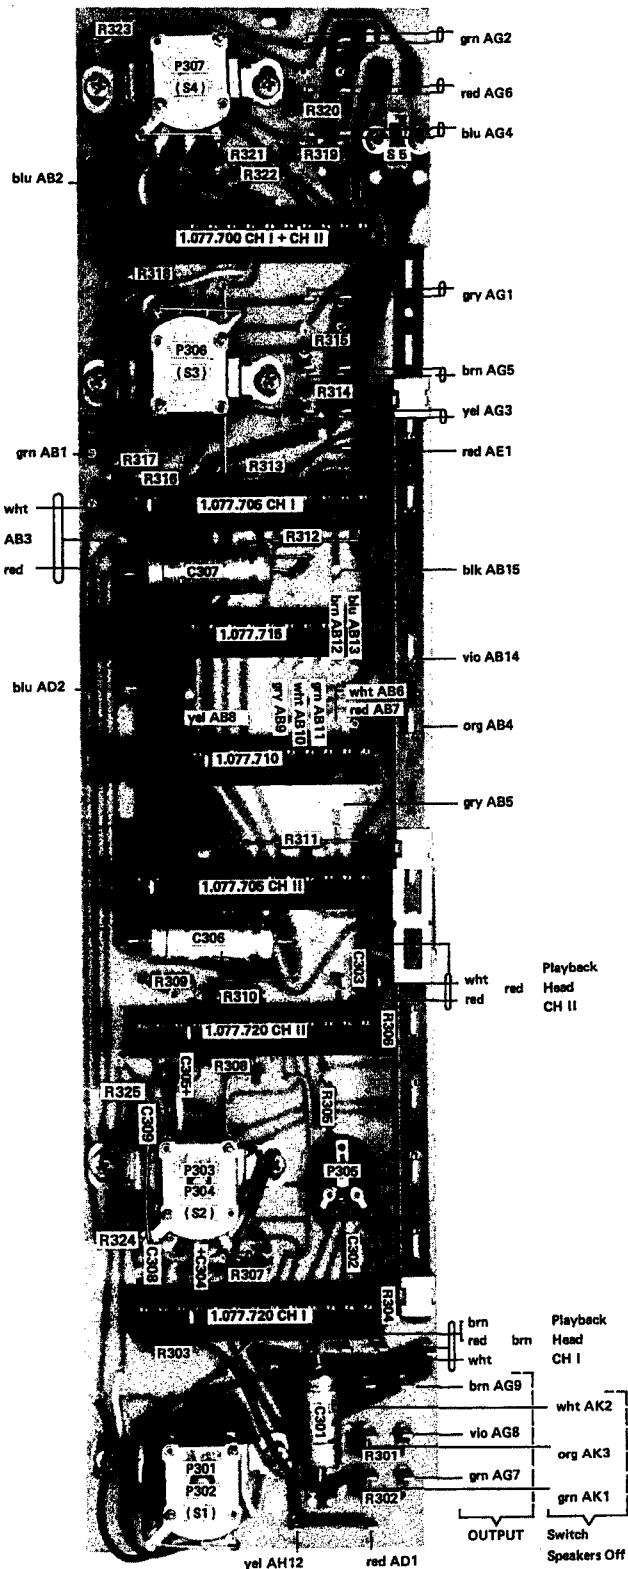 R323
grn AG2
P307
(S4)
red AG6
R320
blu AG4
R321
R319
S5
R322
blu AB2
1.077.700 CH I + CH II
R318
gry AG1
R315
P306
(S3)
brn AG5
R314
yel AG3
grn AB1
red AE1
R317
R313
R316
wht
1.077.705 CH I
AB3
R312
red
C307
blk AB15
brn AB12
blu AB13
1.077.715
vio AB14
blu AD2
wht AB6
red AB7
yel AB8
gry AB9
wht AB10
grn AB11
org AB4
1.077.710
gry AB5
R311
1.077.705 CH II
C306
C303
R309
R310
wht
red
red
Playback
Head
CH II
1.077.720 CH II
R308
C305+
R306
R325
R305
C309
P303
P304
(S2)
P305
R324
C308
+C304
R307
C302
1.077.720 CH I
R304
brn
red
wht
brn
Playback
Head
CH I
R303
brn AG9
C301
wht AK2
vio AG8
R301
org AK3
P301
P302
(S1)
grn AG7
R302
grn AK1
OUTPUT
Switch
Speakers Off
yel AH12
red AD1